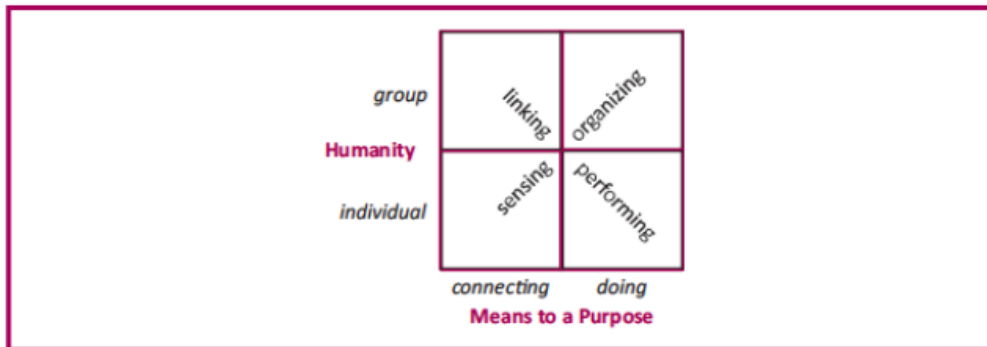 group
linking
organizing
Humanity
individual
sensing
performing
connecting doing
Means to a Purpose